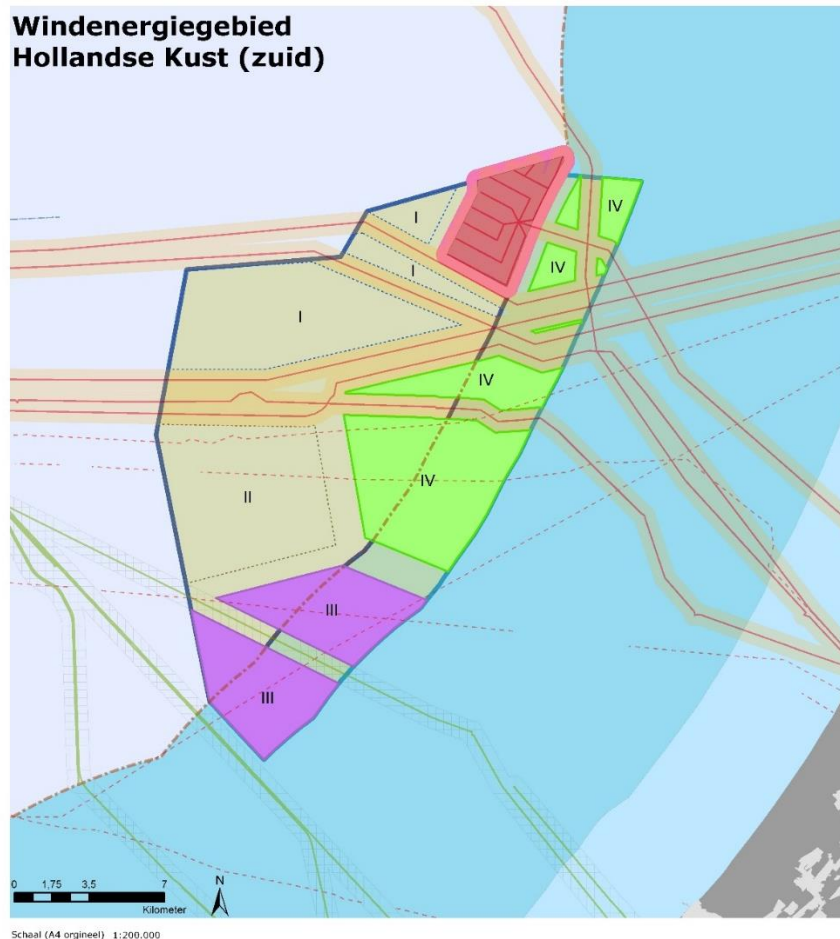 Windenergiegebied
Hollandse Kust (zuid)
I
IV
I
IV
I
IV
IV
II
III
III
0 1,75 3,5 7
Kilometer
N
Schaal (A4 orgineel) 1:200.000